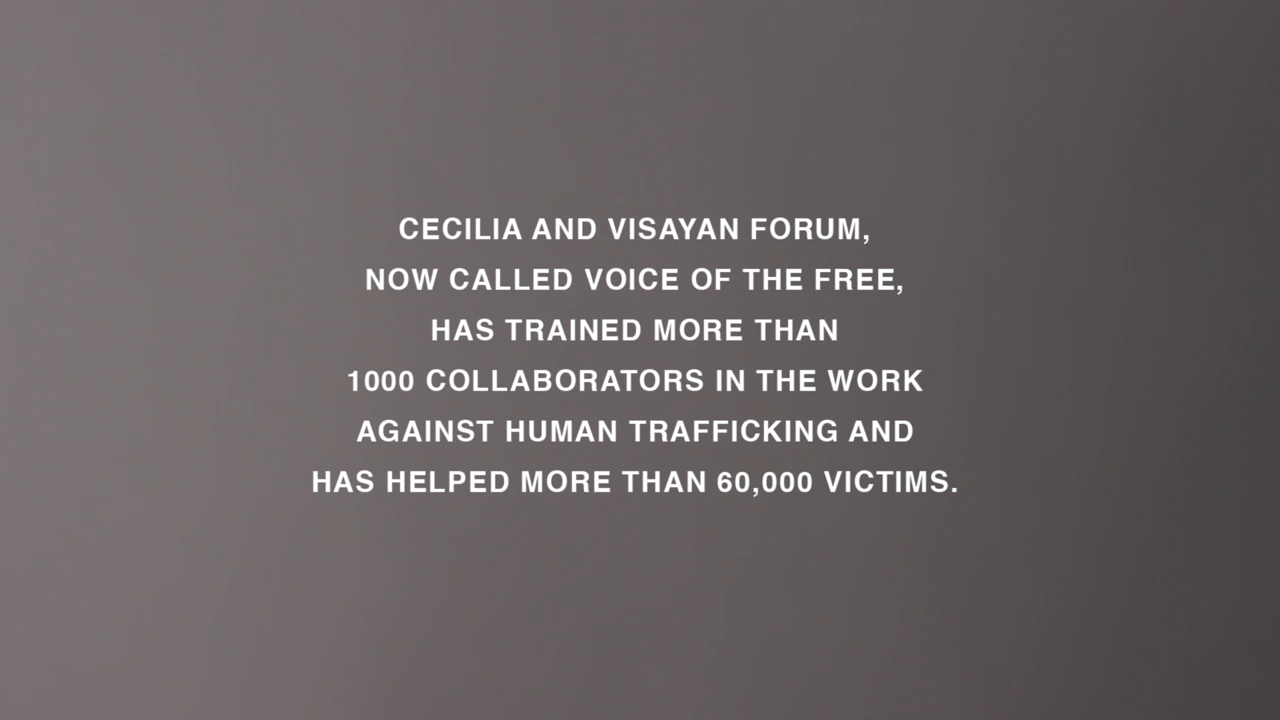 CECILIA AND VISAYAN FORUM,
NOW CALLED VOICE OF THE FREE,
HAS TRAINED MORE THAN
1000 COLLABORATORS IN THE WORK
AGAINST HUMAN TRAFFICKING AND
HAS HELPED MORE THAN 60,000 VICTIMS.